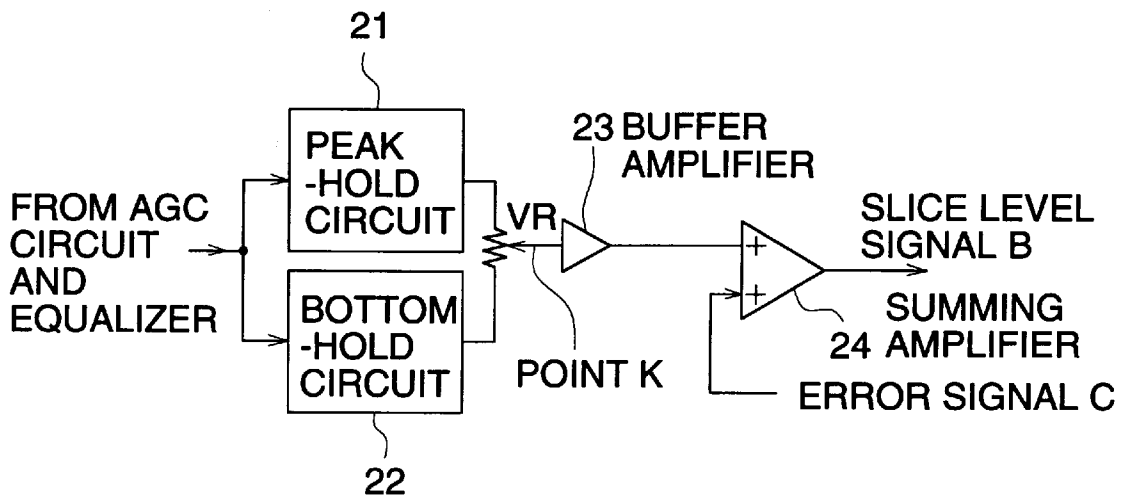 21
PEAK
-HOLD
CIRCUIT
FROM AGC
CIRCUIT
AND
EQUALIZER
BOTTOM
-HOLD
CIRCUIT
22
VR
POINT K
23 BUFFER
AMPLIFIER
+
+
SLICE LEVEL
SIGNAL B
SUMMING
24 AMPLIFIER
ERROR SIGNAL C